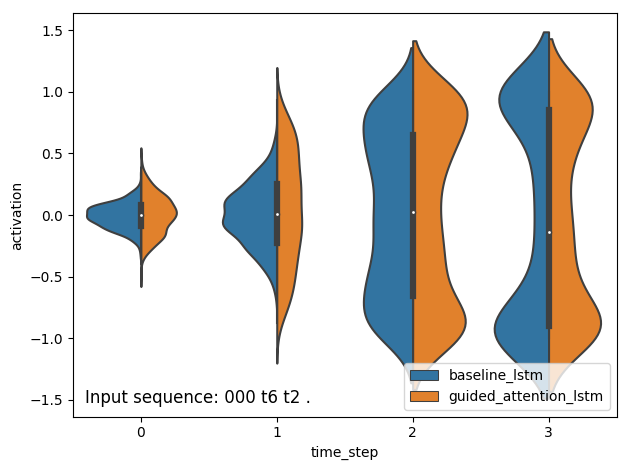 1.5
1.0
0.5
0.0
−0.5
−1.0
−1.5
activation
Input sequence: 000 t6 t2 .
baseline_lstm
guided_attention_lstm
0 1 2 3
time_step